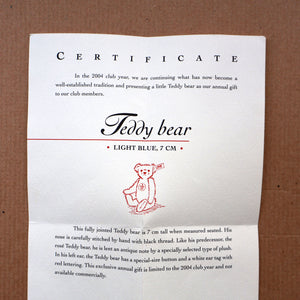 CERTIFICATE
In the 2004 club year, we are continuing what has now become a
well-established tradition and presenting a little Teddy bear as our annual gift
to our club members.
Teddy bear
• LIGHT BLUE, 7 CM •
This fully jointed Teddy bear is 7 cm tall when measured seated. His
nose is carefully stitched by hand with black thread. Like his predecessor, the
rosé Teddy bear, he is lent an antique note by a specially selected type of plush.
In his left ear, the Teddy bear has a special-size button and a white ear tag with
red lettering. This exclusive annual gift is limited to the 2004 club year and not
available commercially.